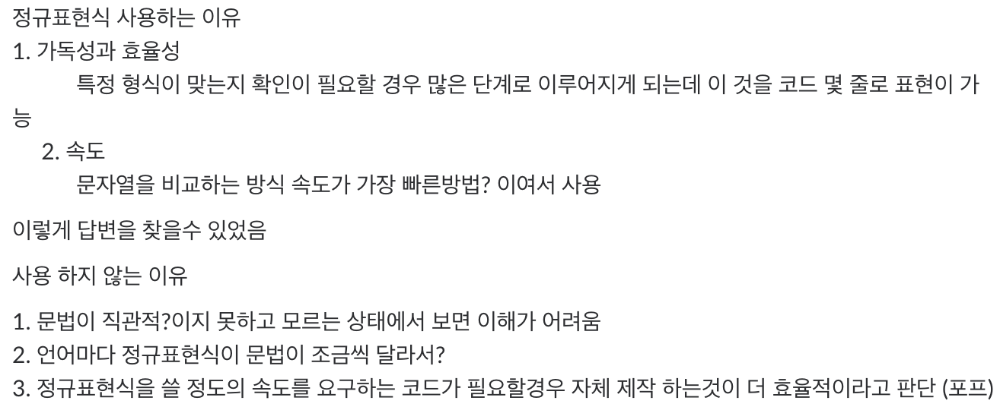 정규표현식 사용하는 이유
1. 가독성과 효율성
특정 형식이 맞는지 확인이 필요할 경우 많은 단계로 이루어지게 되는데 이 것을 코드 몇 줄로 표현이 가
능
2. 속도
문자열을 비교하는 방식 속도가 가장 빠른방법? 이여서 사용
이렇게 답변을 찾을수 있었음
사용 하지 않는 이유
1. 문법이 직관적?이지 못하고 모르는 상태에서 보면 이해가 어려움
2. 언어마다 정규표현식이 문법이 조금씩 달라서?
3. 정규표현식을 쓸 정도의 속도를 요구하는 코드가 필요할경우 자체 제작 하는것이 더 효율적이라고 판단 (포프)